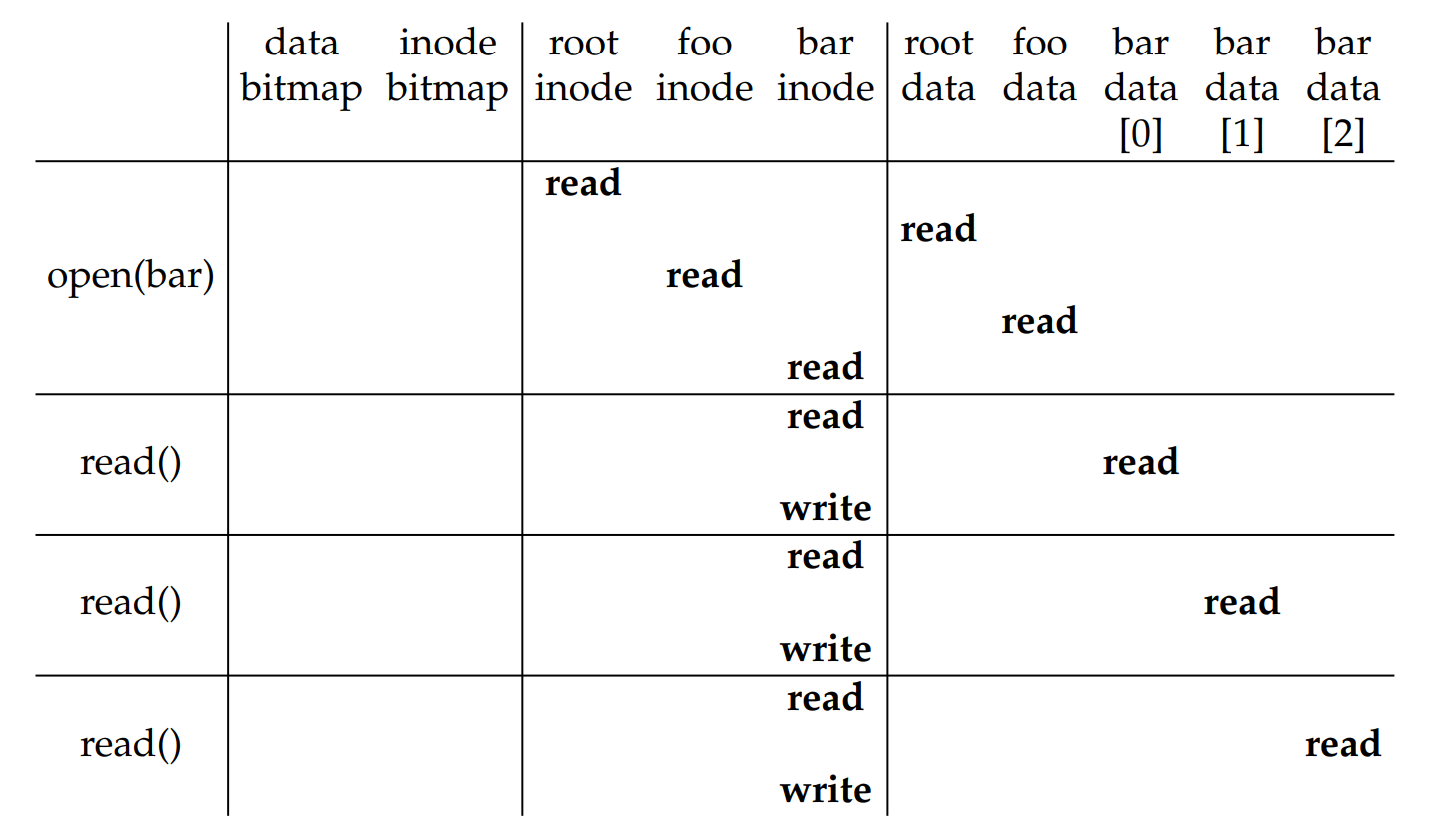 data inode root foo bar root foo bar bar bar
bitmap bitmap inode inode inode data data data data data
[0] [1] [2]
read
read
open(bar) read
read
read
read
read() read
write
read
read() read
write
read
read() read
write